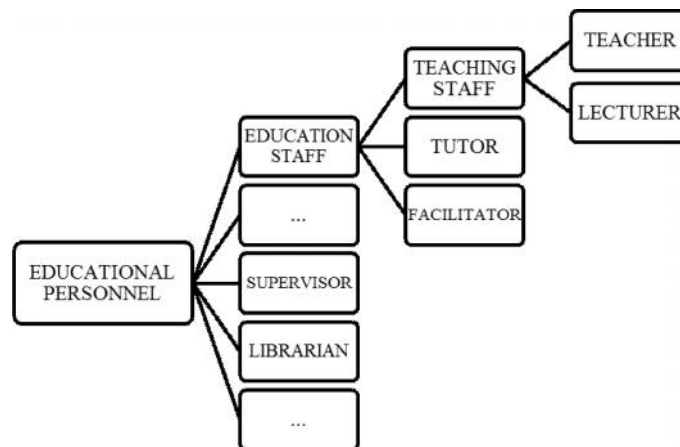 TEACHER
TEACHING
STAFF
LECTURER
EDUCATION
STAFF
TUTOR
...
FACILITATOR
EDUCATIONAL
PERSONNEL
SUPERVISOR
LIBRARIAN
...